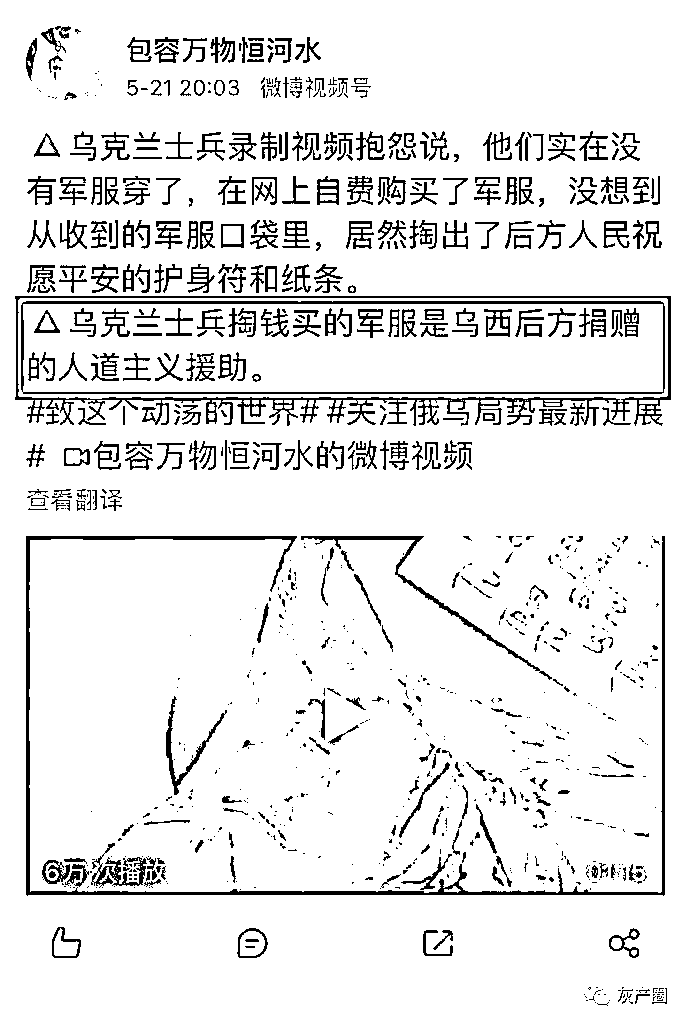 包容万物恒河水
5-21 20:03 微博视频号
△乌克兰士兵录制视频抱怨说，他们实在没
有军服穿了，在网上自费购买了军服，没想到
从收到的军服口袋里，居然掏出了后方人民祝
愿平安的护身符和纸条。
△乌克兰士兵掏钱买的军服是乌西后方捐赠
的人道主义援助。
#致这个动荡的世界# #关注俄乌局势最新进展
# 包容万物恒河水的微博视频
查看翻译
6万次播放
灰产圈